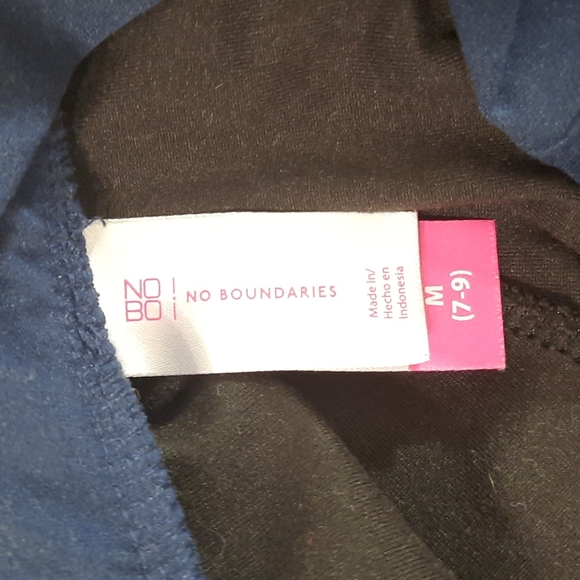 NO
BO
NO BOUNDARIES
Made In/
Hecho en
Indonesia
M
(7-9)